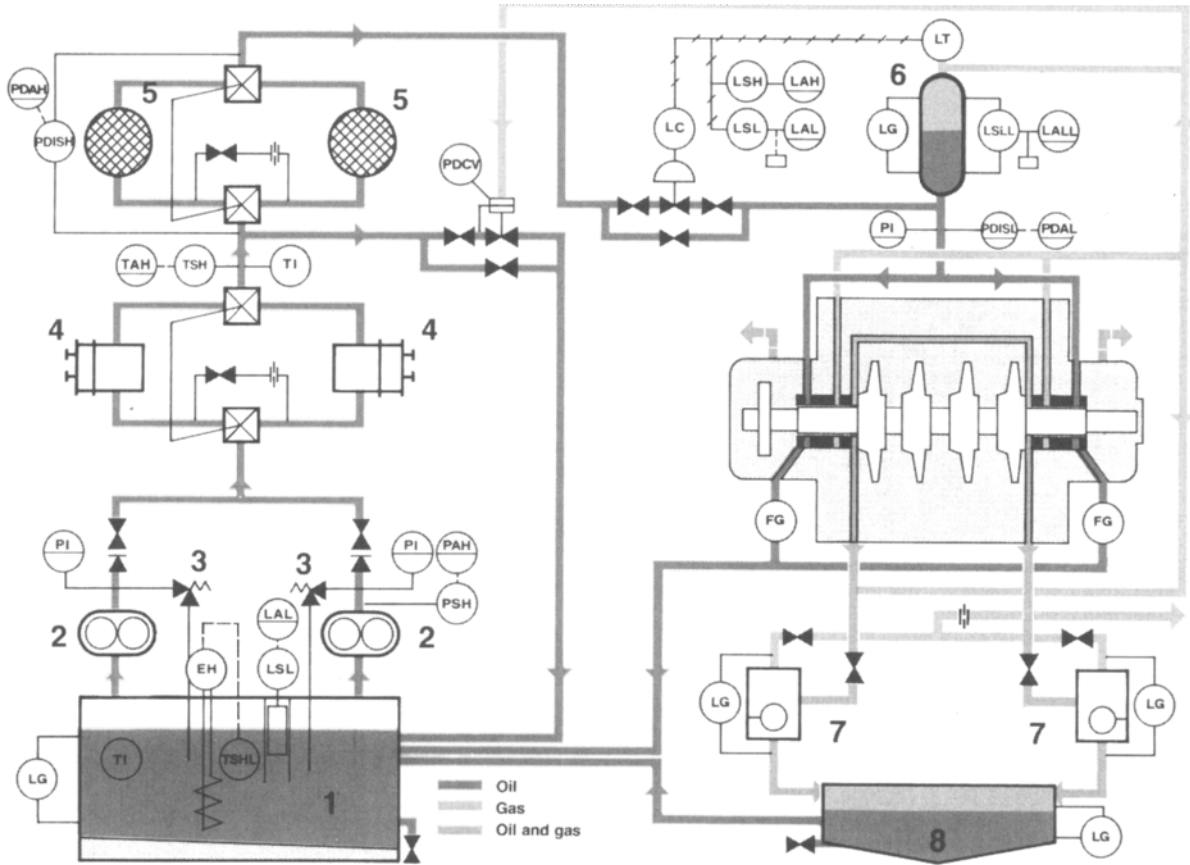 LT
6
PDAH
5
5
LSH
LAH
PDISH
LC
LSL
LAL
LG
LSLL
LALL
PDCV
PI
PDISL
PDAL
TAH
TSH
TI
4
4
FG
FG
PI
3
3
PI
PAH
LAL
PSH
2
2
EH
LSL
LG
LG
7
7
TI
TSHL
LG
1
Oil
Gas
Oil and gas
8
LG